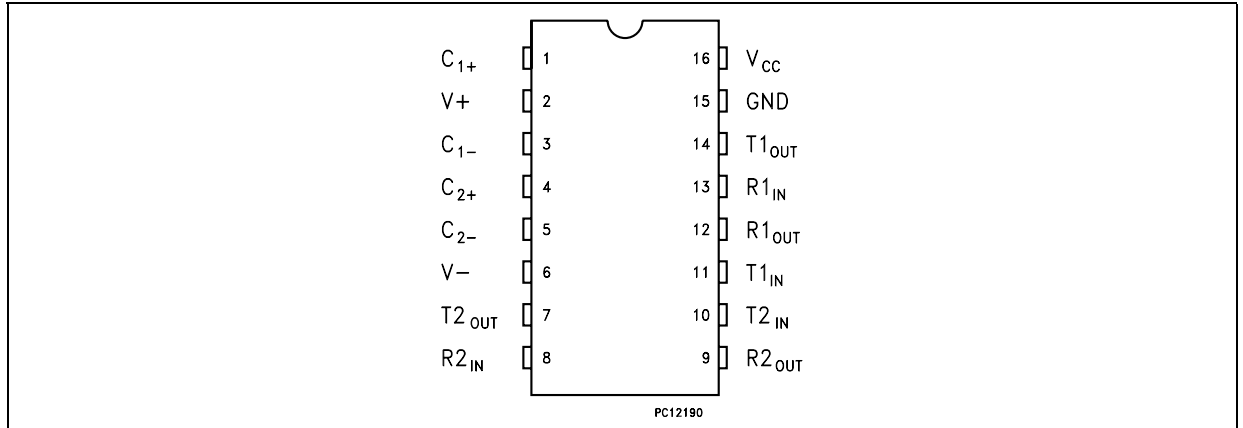 C1+ 1 16 VCC
V+ 2 15 GND
C1− 3 14 T1OUT
C2+ 4 13 R1IN
C2− 5 12 R1OUT
V− 6 11 T1IN
T2OUT 7 10 T2IN
R2IN 8 9 R2OUT
PC12190